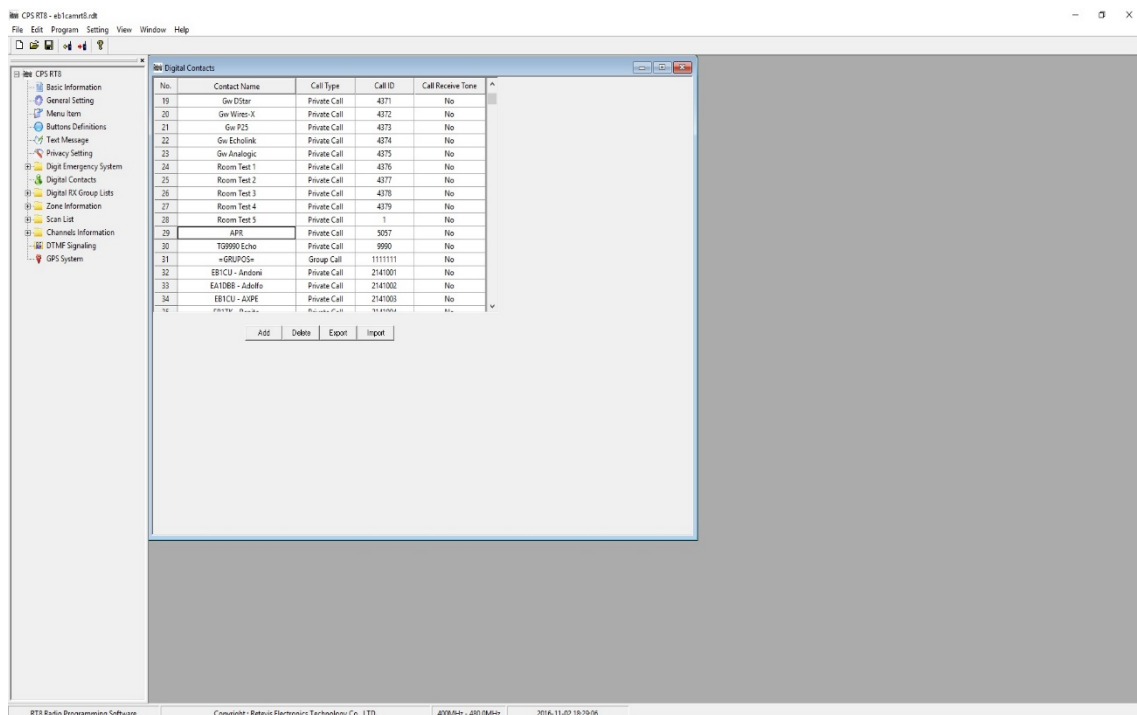 CPS RT8 - eb1camrt8.rdt
File Edit Program Setting View Window Help
CPS RT8
Basic Information
General Setting
Menu Item
Buttons Definitions
Text Message
Privacy Setting
Digit Emergency System
Digital Contacts
Digital RX Group Lists
Zone Information
Scan List
Channels Information
DTMF Signaling
GPS System
Digital Contacts
No. Contact Name Call Type Call ID Call Receive Tone
19 Gw DStar Private Call 4371 No
20 Gw Wires-X Private Call 4372 No
21 Gw P25 Private Call 4373 No
22 Gw Echolink Private Call 4374 No
23 Gw Analogic Private Call 4375 No
24 Room Test 1 Private Call 4376 No
25 Room Test 2 Private Call 4377 No
26 Room Test 3 Private Call 4378 No
27 Room Test 4 Private Call 4379 No
28 Room Test 5 Private Call 1 No
29 APR Private Call 5057 No
30 TG9990 Echo Private Call 9990 No
31 =GRUPOS= Group Call 1111111 No
32 EB1CU - Andoni Private Call 2141001 No
33 EA1DBB - Adolfo Private Call 2141002 No
34 EB1CU - AXPE Private Call 2141003 No
Add Delete Export Import
RT8 Radio Programming Software Copyright : Retevis Electronics Technology Co., LTD. 400MHz - 480.0MHz 2016-11-02 18:29:06